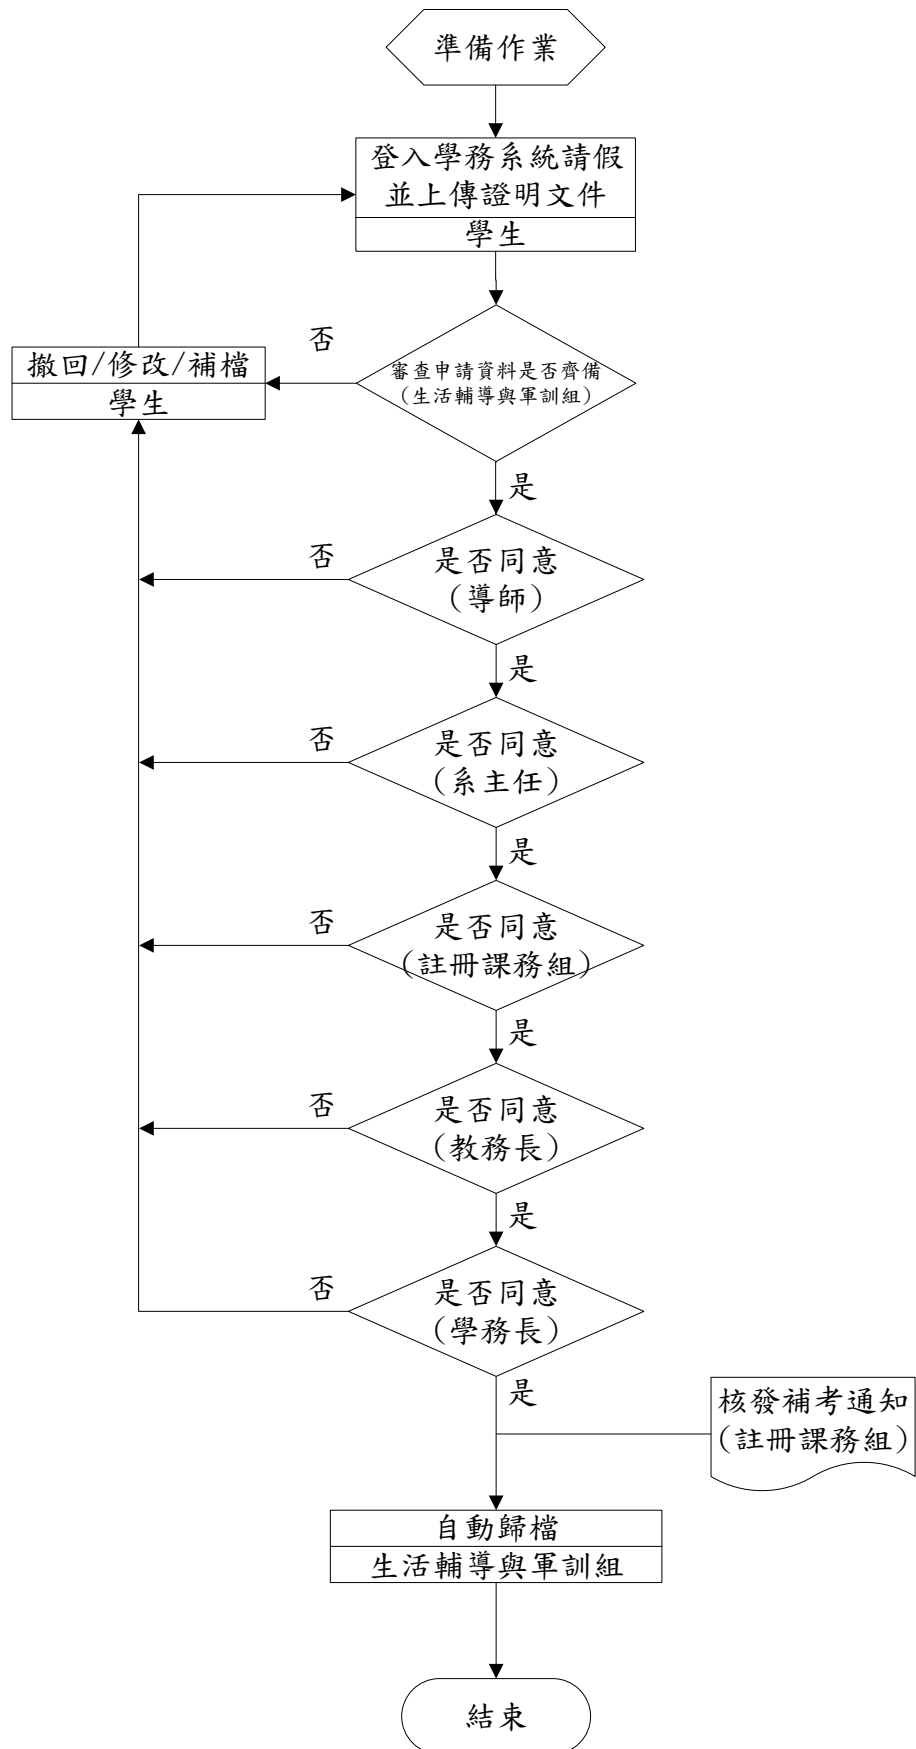 準備作業
登入學務系統請假
並上傳證明文件
學生
否
撤回/修改/補檔
學生
審查申請資料是否齊備
(生活輔導與軍訓組)
是
否
是否同意
(導師)
是
否
是否同意
(系主任)
是
否
是否同意
(註冊課務組)
是
否
是否同意
(教務長)
是
否
是否同意
(學務長)
是
核發補考通知
(註冊課務組)
自動歸檔
生活輔導與軍訓組
結束